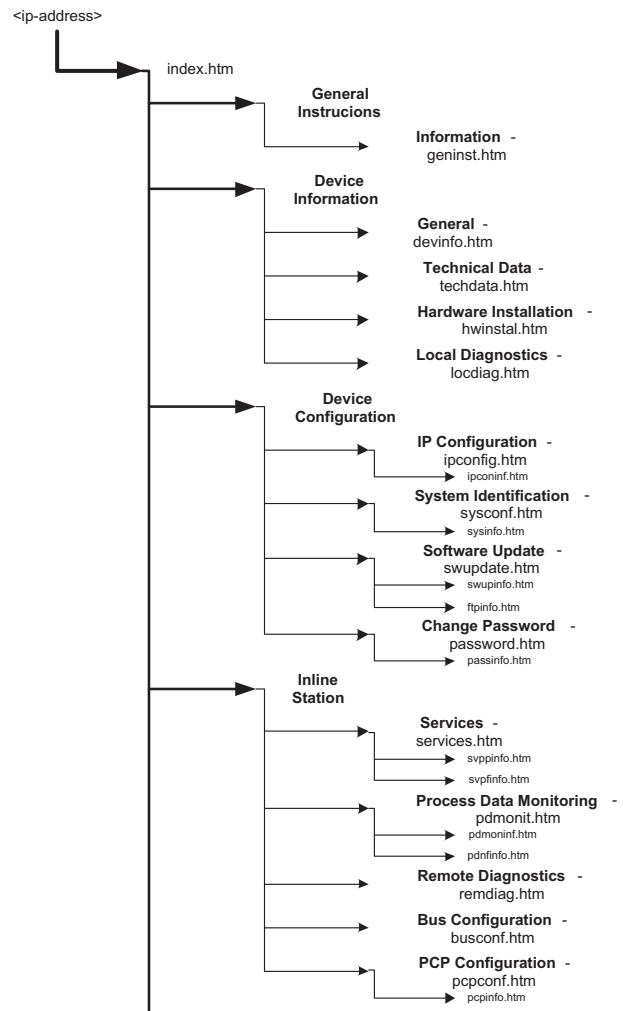 <ip-address>
index.htm
General
Instrucions
Information -
geninst.htm
Device
Information
General -
devinfo.htm
Technical Data -
techdata.htm
Hardware Installation -
hwinstal.htm
Local Diagnostics -
locdiag.htm
Device
Configuration
IP Configuration -
ipconfig.htm
ipconinf.htm
System Identification -
sysconf.htm
sysinfo.htm
Software Update -
swupdate.htm
swupinfo.htm
ftpinfo.htm
Change Password -
password.htm
passinfo.htm
Inline
Station
Services -
services.htm
svppinfo.htm
svpfinfo.htm
Process Data Monitoring -
pdmonit.htm
pdmoninf.htm
pdnfinfo.htm
Remote Diagnostics -
remdiag.htm
Bus Configuration -
busconf.htm
PCP Configuration -
pcpconf.htm
pcpinfo.htm